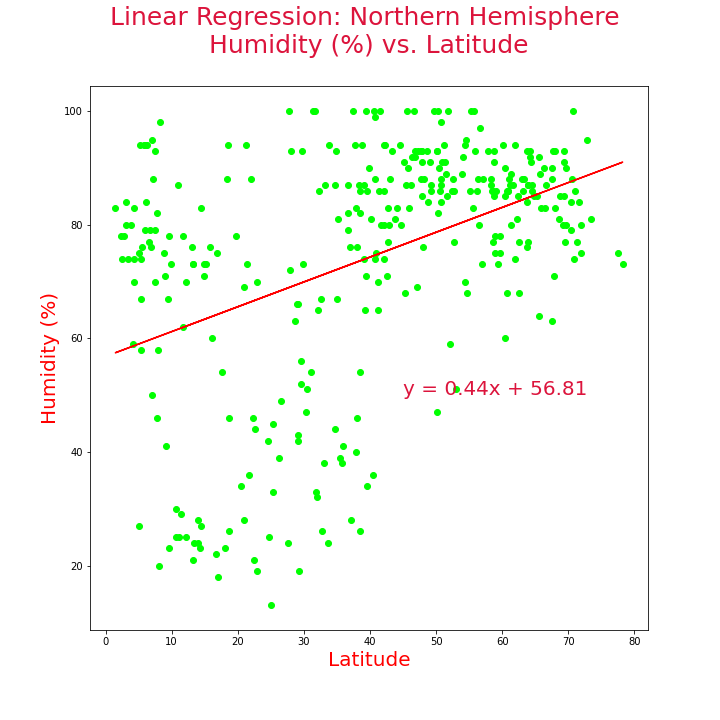 Linear Regression: Northern Hemisphere
Humidity (%) vs. Latitude
100
80
60
40
20
Humidity (%)
y = 0.44x + 56.81
0 10 20 30 40 50 60 70 80
Latitude